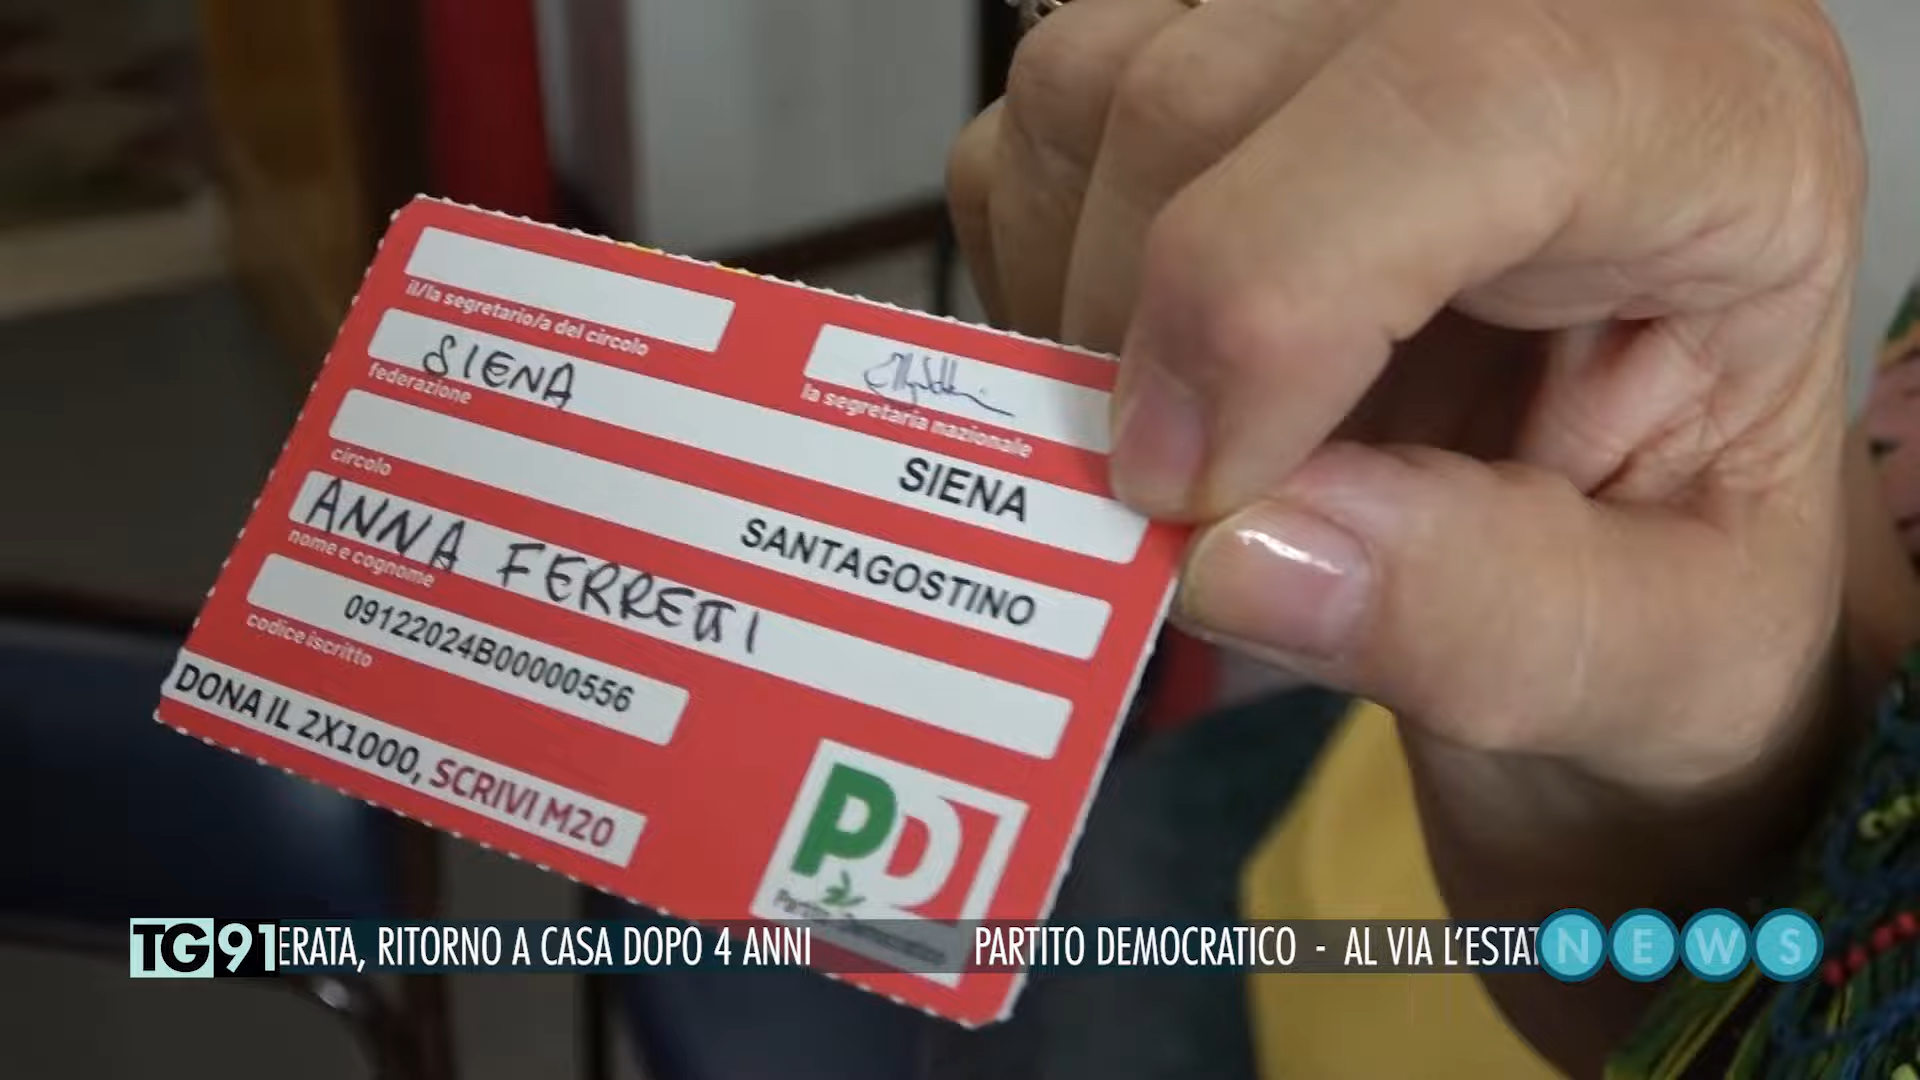 il/la segretario/a del circolo
la segretaria nazionale
SIENA
SIENA
federazione
SANTAGOSTINO
circolo
ANNA FERRETTI
nome e cognome
09122024B00000556
codice iscritto
DONA IL 2X1000, SCRIVI M20
PD
Partito Democratico
TG91 ERATA, RITORNO A CASA DOPO 4 ANNI PARTITO DEMOCRATICO - AL VIA L'ESTAT NEWS